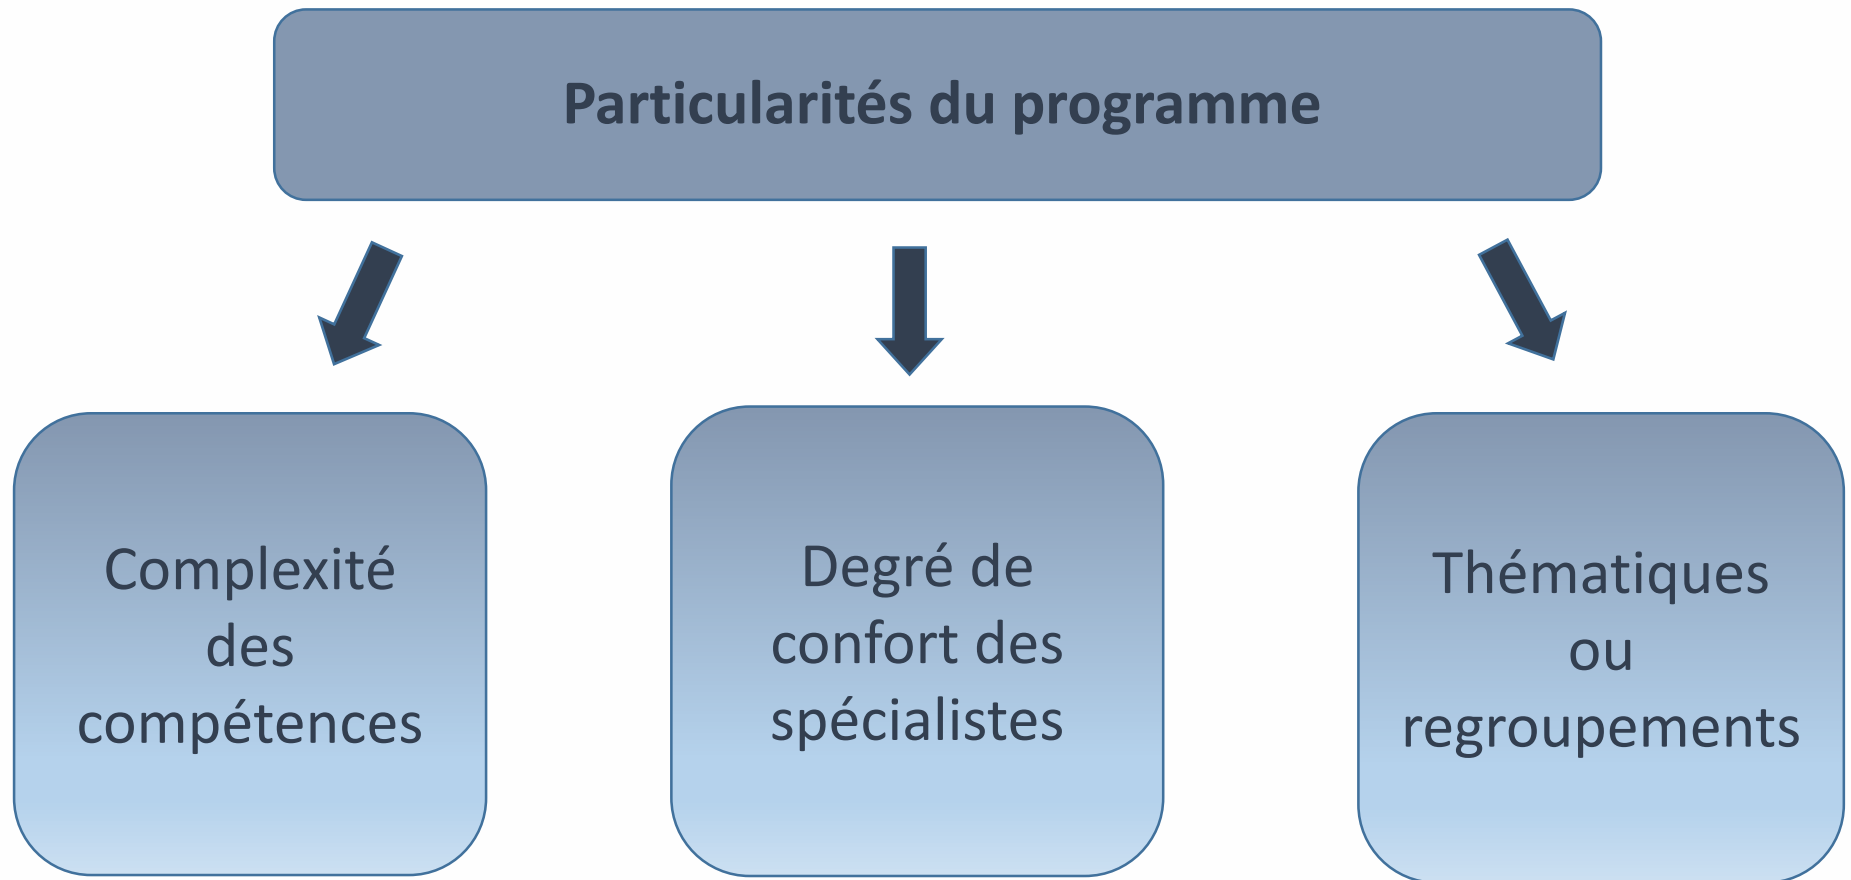 Particularités du programme
Complexité
des
compétences
Degré de
confort des
spécialistes
Thématiques
ou
regroupements